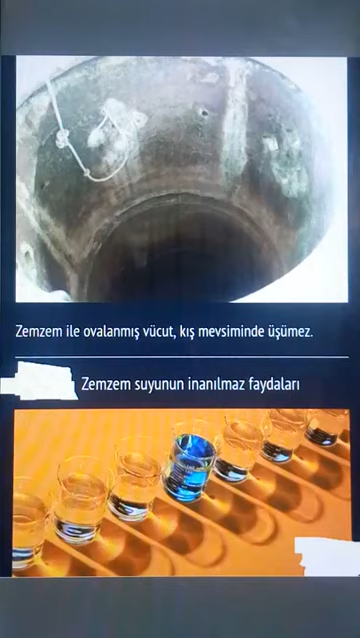 Zemzem ile ovalanmış vücut, kış mevsiminde üşümez.
Zemzem suyunun inanılmaz faydaları